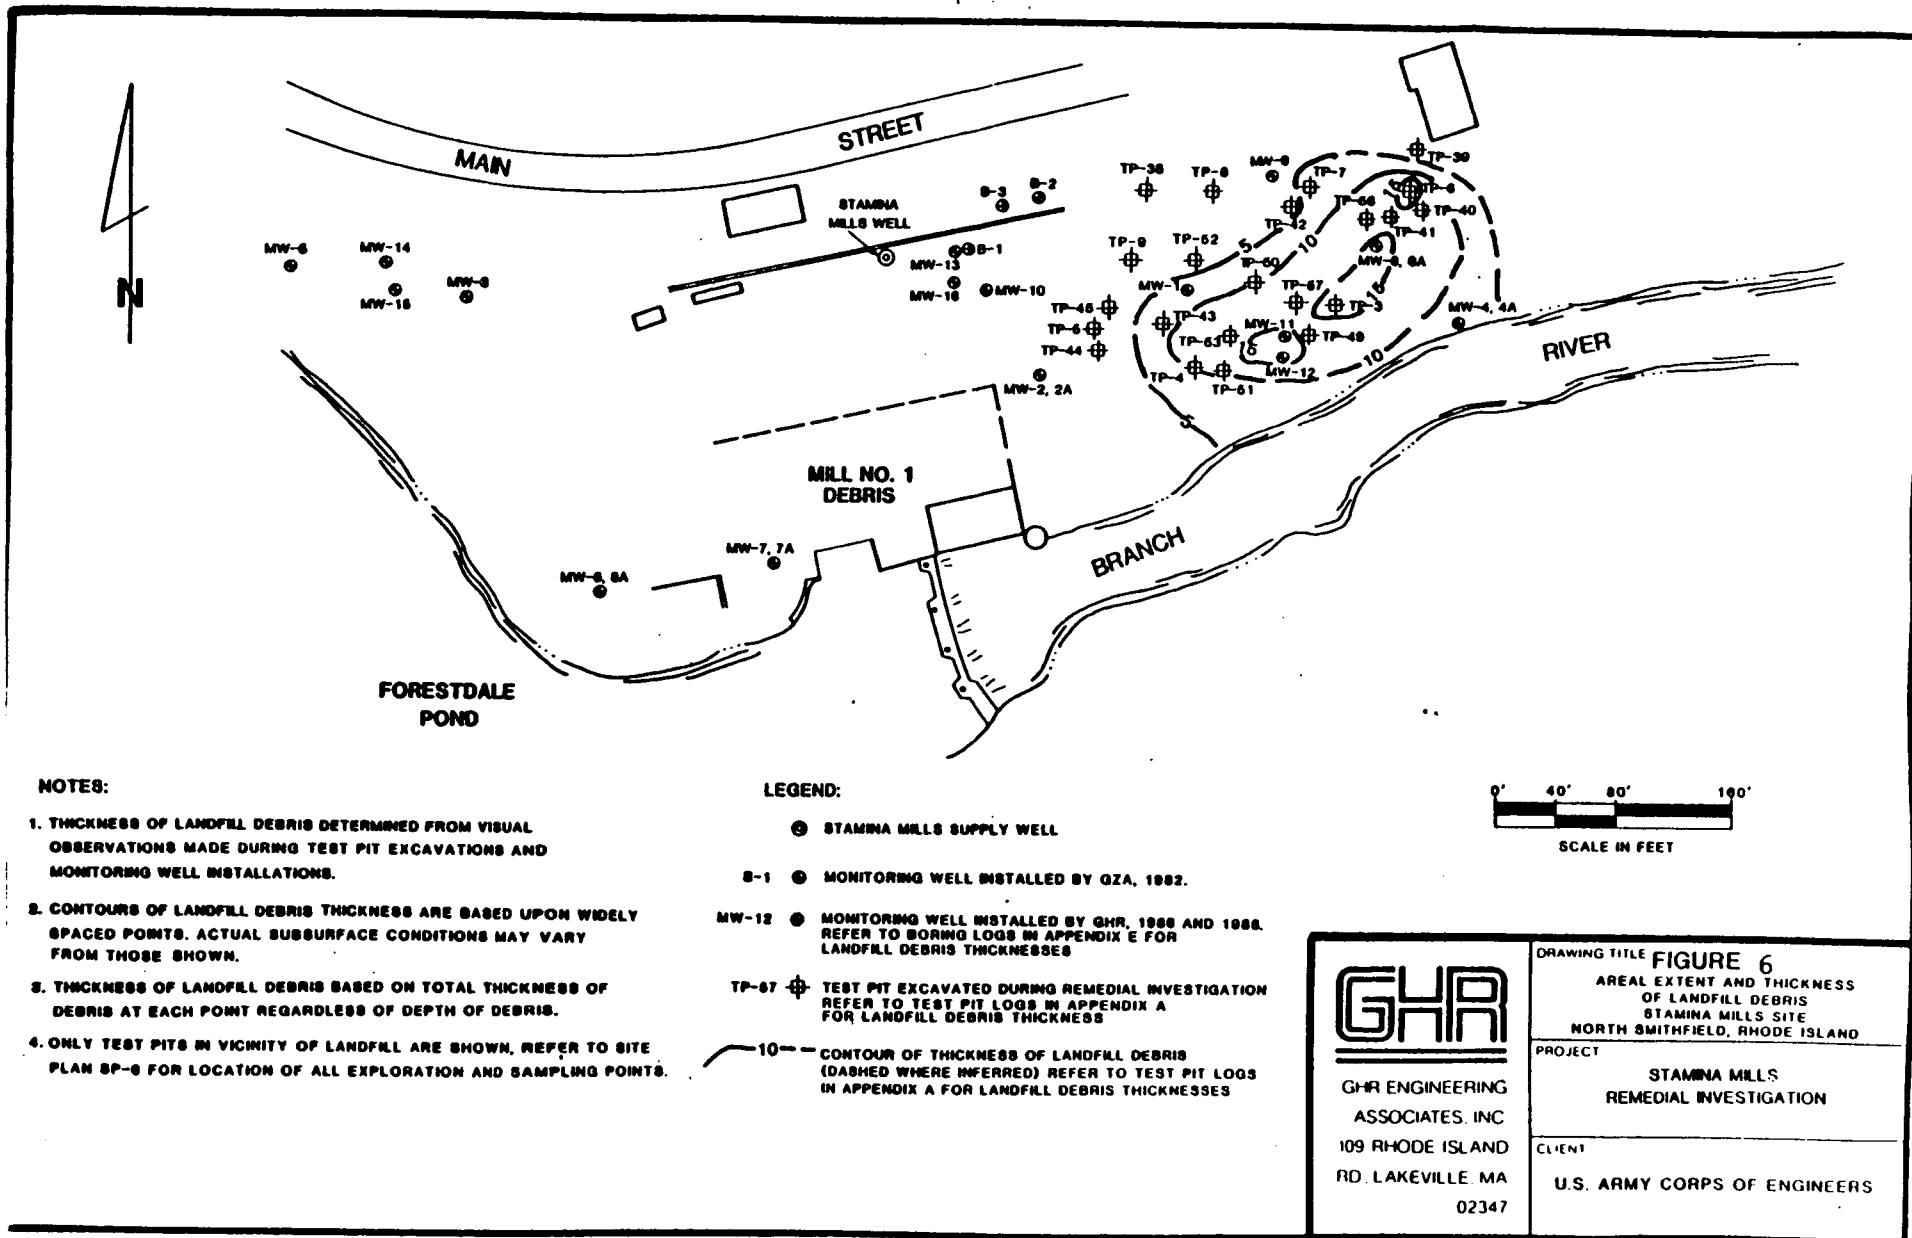 MAIN
STREET
N
STAMINA
MILLS WELL
B-3
B-2
B-1
MW-13
MW-10
MW-14
TP-38
TP-7
TP-39
TP-42
TP-40
TP-41
TP-9
TP-52
MW-1
TP-43
TP-3
MW-11
MW-4, 4A
TP-44
TP-4
TP-51
MW-12
TP-49
MW-2, 2A
MW-7, 7A
5
10
15
10
5
RIVER
BRANCH
MILL NO. 1
DEBRIS
FORESTDALE
POND
NOTES:
1. THICKNESS OF LANDFILL DEBRIS DETERMINED FROM VISUAL
OBSERVATIONS MADE DURING TEST PIT EXCAVATIONS AND
MONITORING WELL INSTALLATIONS.
2. CONTOURS OF LANDFILL DEBRIS THICKNESS ARE BASED UPON WIDELY
SPACED POINTS. ACTUAL SUBSURFACE CONDITIONS MAY VARY
FROM THOSE SHOWN.
3. THICKNESS OF LANDFILL DEBRIS BASED ON TOTAL THICKNESS OF
DEBRIS AT EACH POINT REGARDLESS OF DEPTH OF DEBRIS.
4. ONLY TEST PITS IN VICINITY OF LANDFILL ARE SHOWN, REFER TO SITE
PLAN FOR LOCATION OF ALL EXPLORATION AND SAMPLING POINTS.
LEGEND:
STAMINA MILLS SUPPLY WELL
B-1 MONITORING WELL INSTALLED BY GZA, 1982.
MW-12 MONITORING WELL INSTALLED BY GHR, AND
REFER TO BORING LOGS IN APPENDIX E FOR
LANDFILL DEBRIS THICKNESSES
TEST PIT EXCAVATED DURING REMEDIAL INVESTIGATION
REFER TO TEST PIT LOGS IN APPENDIX A
FOR LANDFILL DEBRIS THICKNESS
10 CONTOUR OF THICKNESS OF LANDFILL DEBRIS
(DASHED WHERE INFERRED) REFER TO TEST PIT LOGS
IN APPENDIX A FOR LANDFILL DEBRIS THICKNESSES
0' 40' 80' 160'
SCALE IN FEET
GHR
GHR ENGINEERING
ASSOCIATES, INC
109 RHODE ISLAND
RD. LAKEVILLE, MA
02347
DRAWING TITLE FIGURE 6
AREAL EXTENT AND THICKNESS
OF LANDFILL DEBRIS
STAMINA MILLS SITE
NORTH SMITHFIELD, RHODE ISLAND
PROJECT
STAMINA MILLS
REMEDIAL INVESTIGATION
CLIENT
U.S. ARMY CORPS OF ENGINEERS